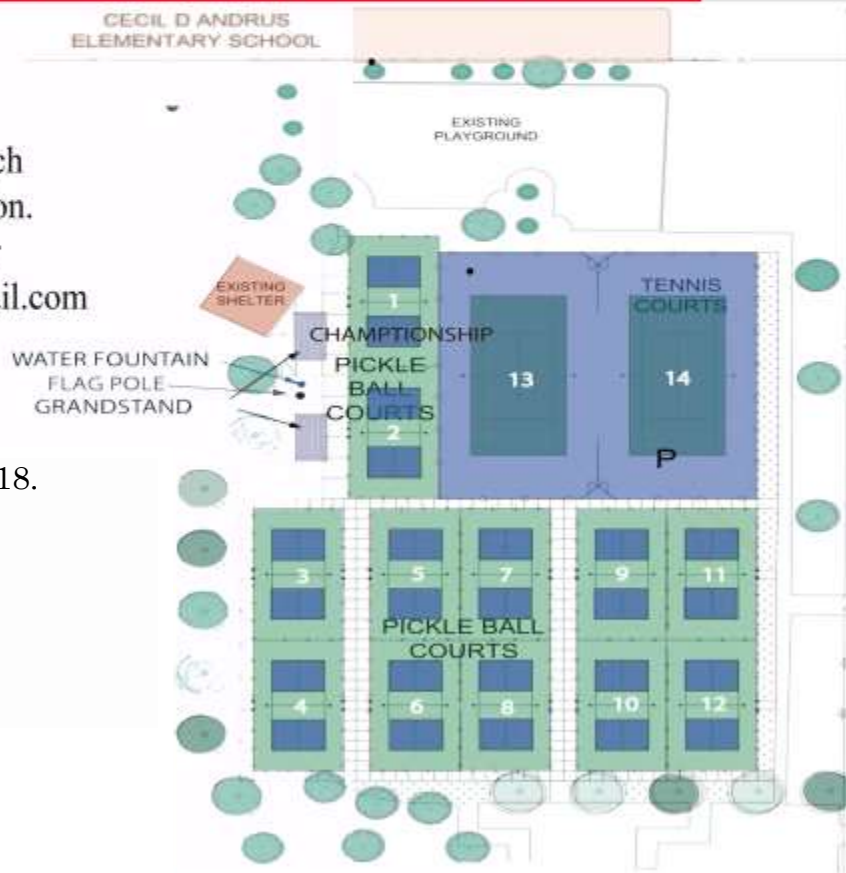 CECIL D ANDRUS
ELEMENTARY SCHOOL
EXISTING
PLAYGROUND
ch
on.
il.com
EXISTING
SHELTER
WATER FOUNTAIN
FLAG POLE
GRANDSTAND
1
CHAMPTIONSHIP
PICKLE
BALL
COURTS
2
TENNIS
COURTS
13
14
P
18.
3
5
7
9
11
PICKLE BALL
COURTS
4
6
8
10
12